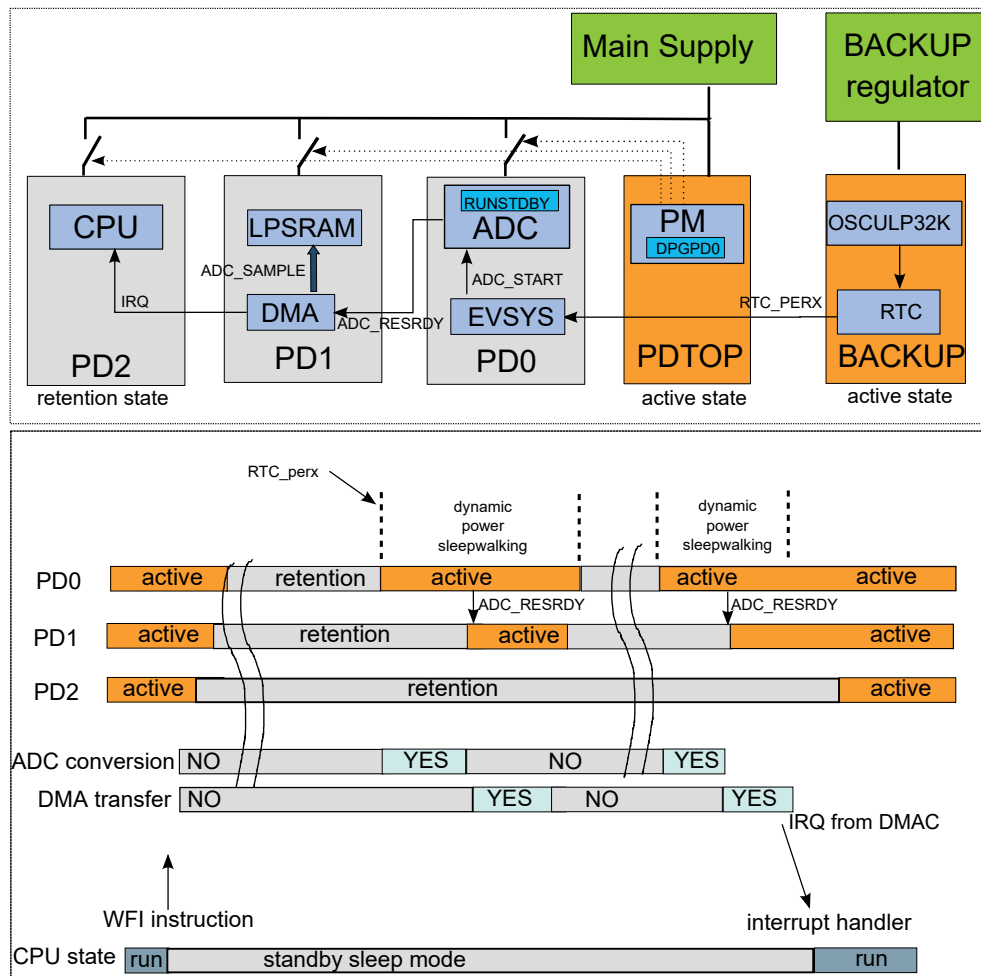 Main Supply
BACKUP
regulator
CPU
LPSRAM
RUNSTDBY
ADC
PM
DPGPD0
OSCULP32K
ADC_SAMPLE
ADC_START
IRQ
DMA
ADC_RESRDY
EVSYS
RTC_PERX
RTC
PD2
PD1
PD0
PDTOP
BACKUP
retention state
active state
active state
RTC_perx
dynamic
power
sleepwalking
dynamic
power
sleepwalking
PD0
active
retention
active
active
active
ADC_RESRDY
ADC_RESRDY
PD1
active
retention
active
active
PD2
active
retention
active
ADC conversion
NO
YES
NO
YES
DMA transfer
NO
YES
NO
YES
IRQ from DMAC
WFI instruction
interrupt handler
CPU state
run
standby sleep mode
run